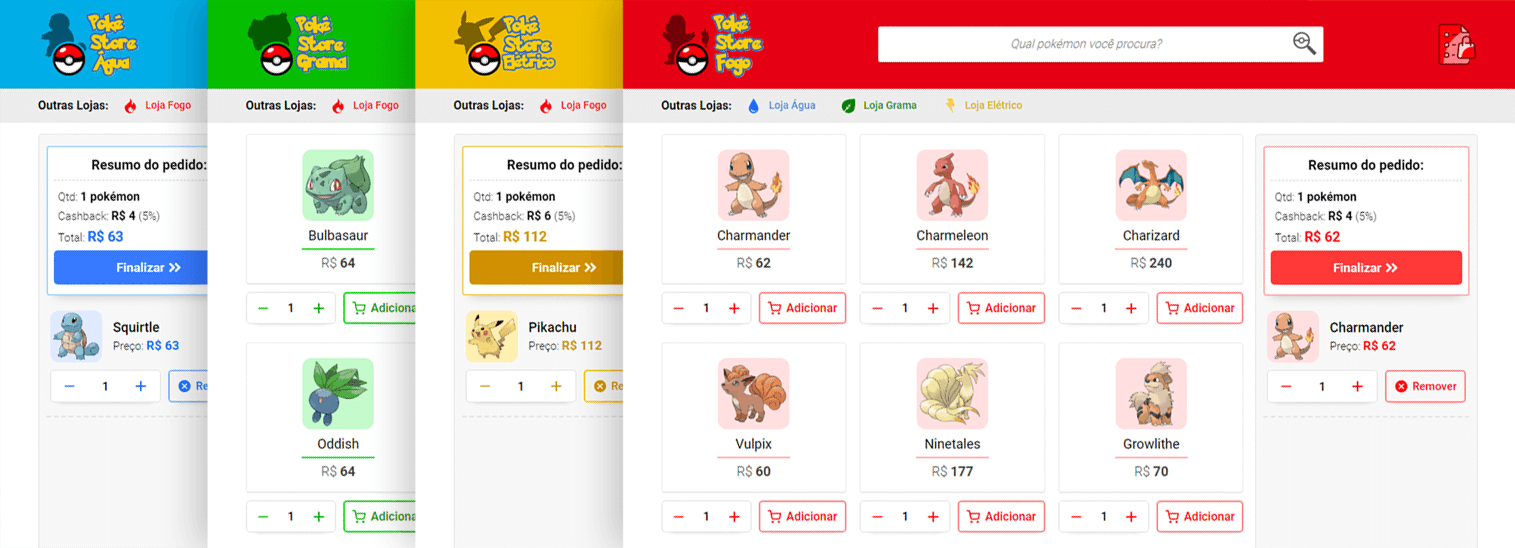 Poké
Store
Água
Outras Lojas: Loja Fogo
Resumo do pedido:
Qtd: 1 pokémon
Cashback: R$ 4 (5%)
Total: R$ 63
Finalizar
Squirtle
Preço: R$ 63
1
Re
Poké
Store
Grama
Outras Lojas: Loja Fogo
Bulbasaur
R$ 64
1 Adiciona
Oddish
R$ 64
1 Adiciona
Poké
Store
Elétrico
Outras Lojas: Loja Fogo
Resumo do pedido:
Qtd: 1 pokémon
Cashback: R$ 6 (5%)
Total: R$ 112
Finalizar
Pikachu
Preço: R$ 112
1
Re
Poké
Store
Fogo
Qual pokémon você procura?
Outras Lojas: Loja Água Loja Grama Loja Elétrico
Charmander
R$ 62
1 Adicionar
Charmeleon
R$ 142
1 Adicionar
Charizard
R$ 240
1 Adicionar
Vulpix
R$ 60
1 Adicionar
Ninetales
R$ 177
1 Adicionar
Growlithe
R$ 70
1 Adicionar
Resumo do pedido:
Qtd: 1 pokémon
Cashback: R$ 4 (5%)
Total: R$ 62
Finalizar
Charmander
Preço: R$ 62
1 Remover